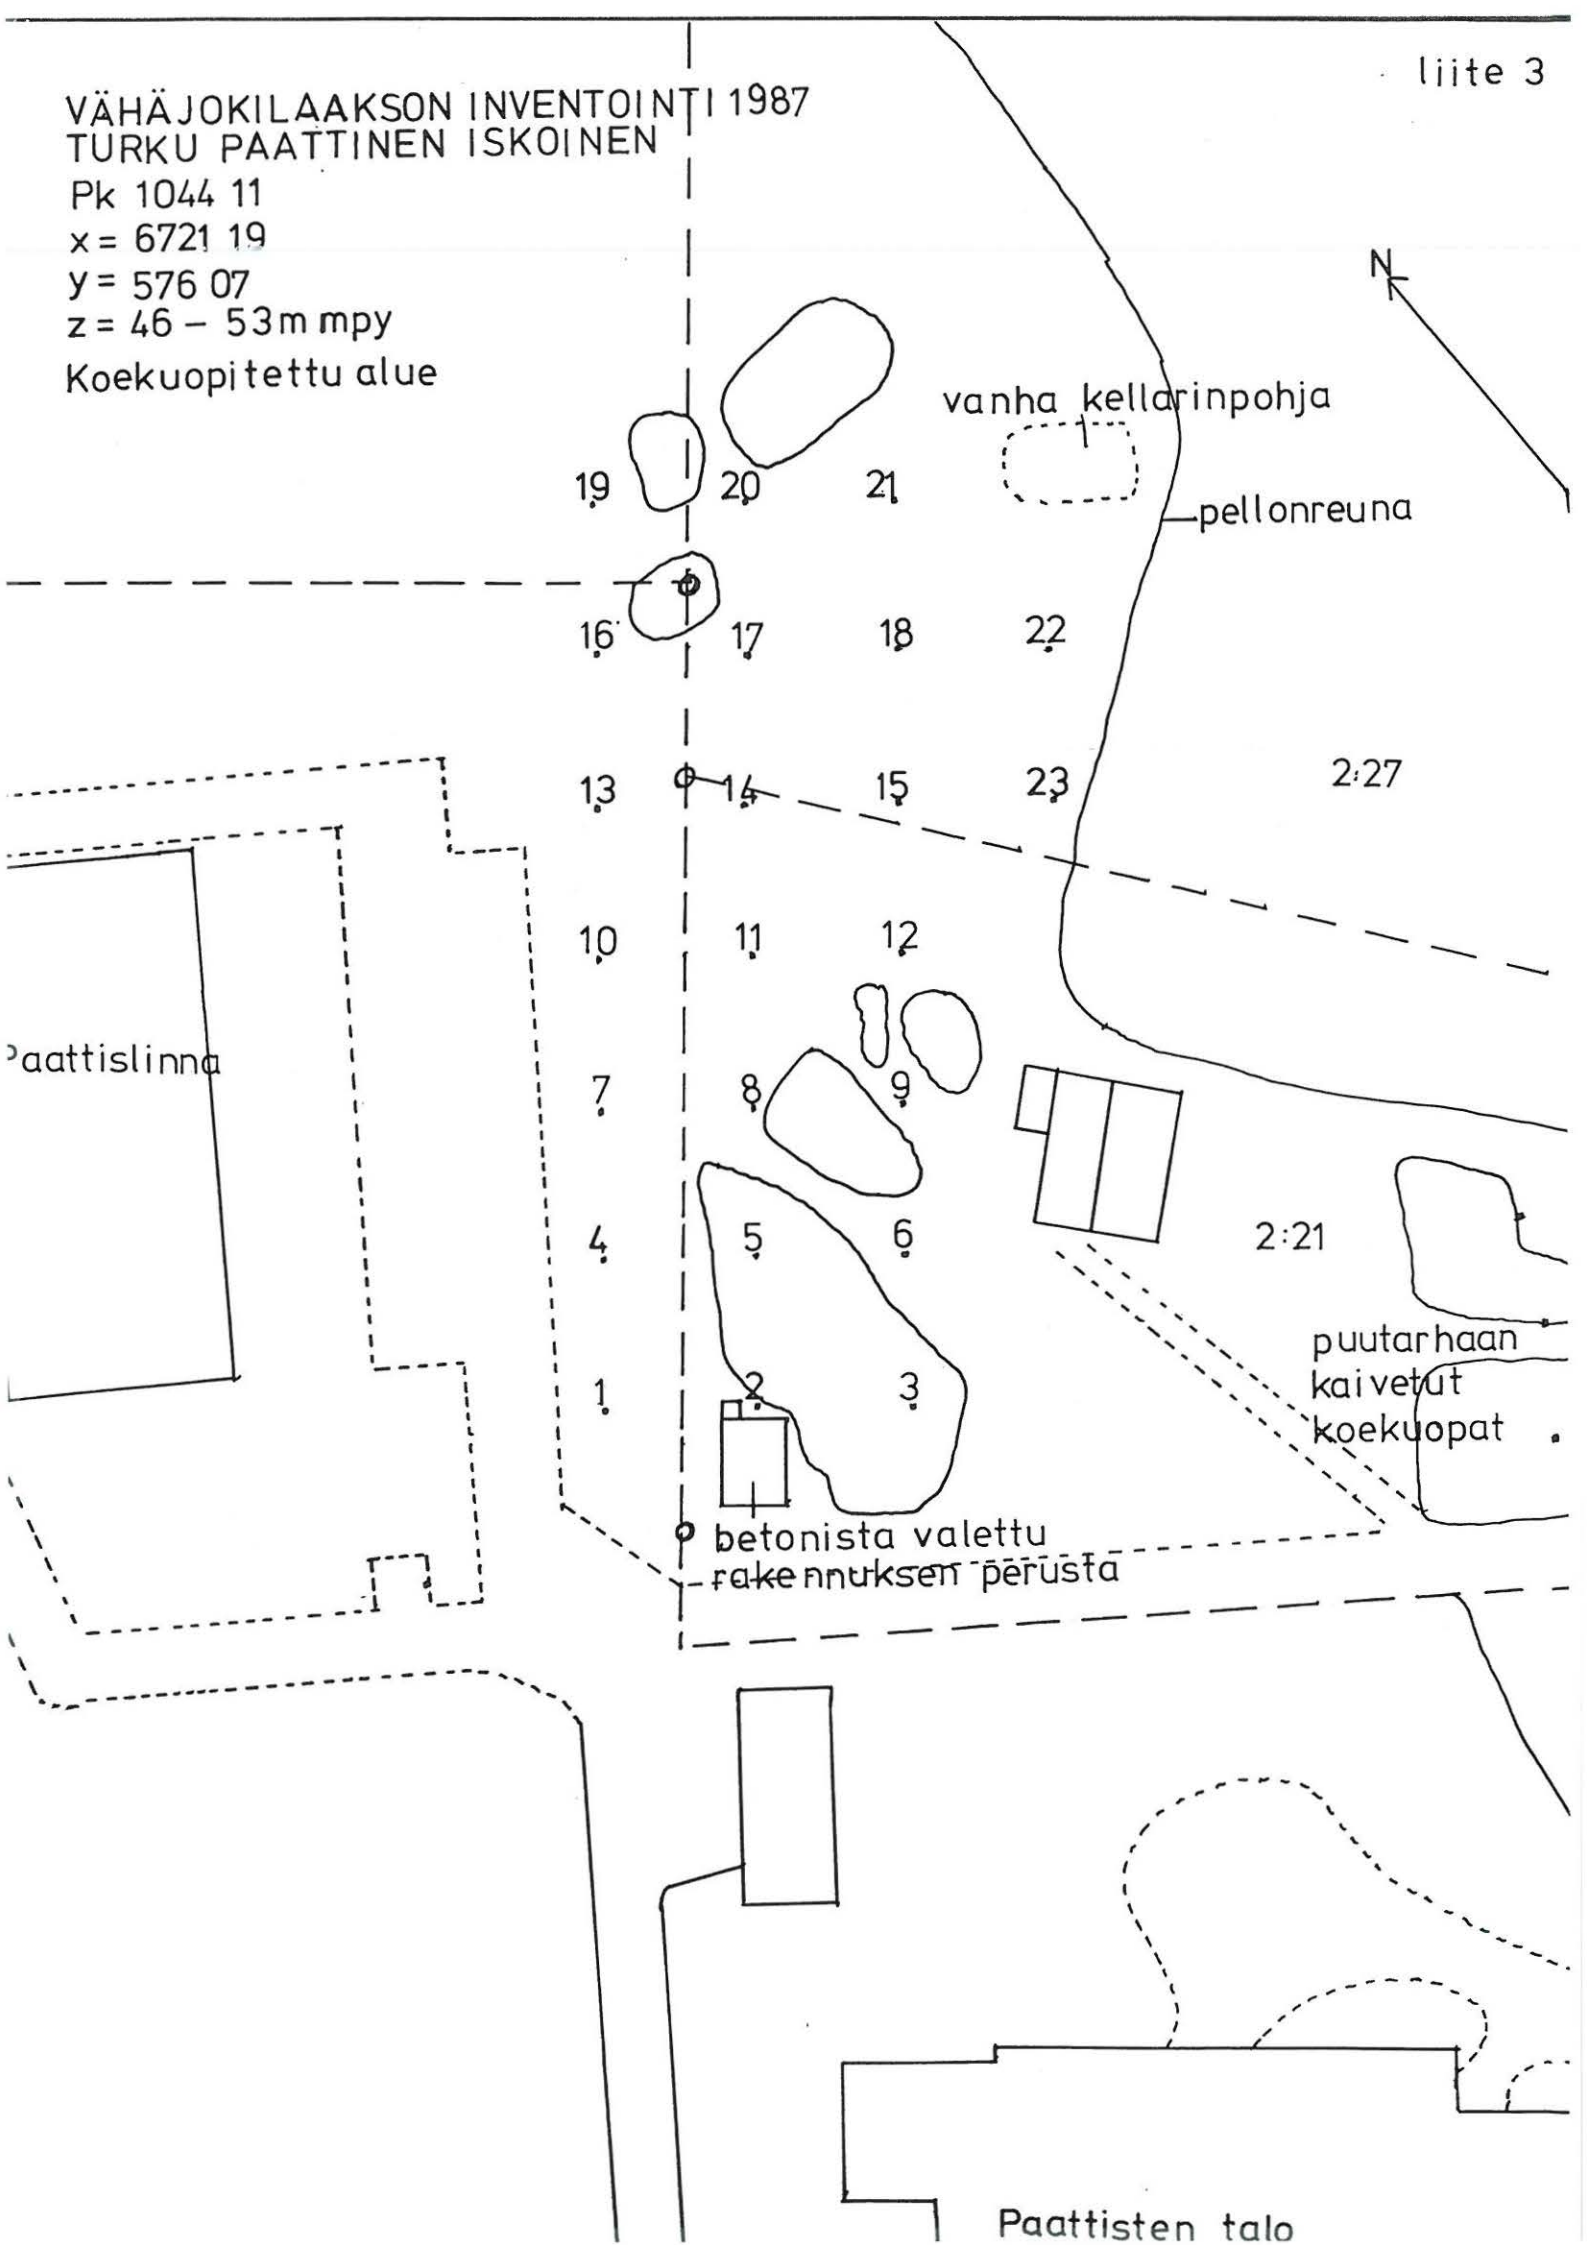 liite 3
VÄHÄJOKILAAKSON INVENTOINTI 1987
TURKU PAATTINEN ISKOINEN
Pk 1044 11
x = 6721 19
y = 576 07
z = 46 – 53 m mpy
Koekuopitettu alue
N
vanha kellarinpohja
19 20 21
pellonreuna
16 17 18 22
13 14 15 23 2:27
10 11 12
Paattislinna
7 8 9
4 5 6 2:21
puutarhaan
kaivetut
koekuopat
1 2 3
betonista valettu
rakennuksen perusta
Paattisten talo